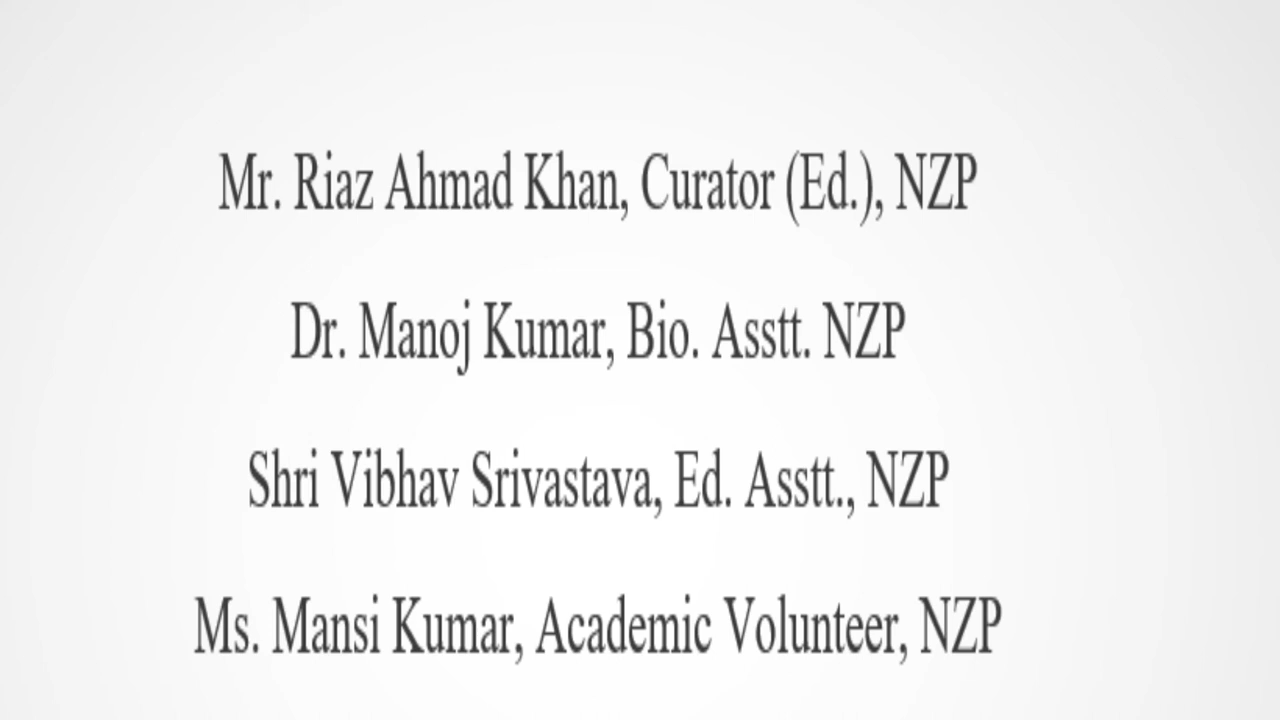 Mr. Riaz Ahmad Khan, Curator (Ed.), NZP
Dr. Manoj Kumar, Bio. Asstt. NZP
Shri Vibhav Srivastava, Ed. Asstt., NZP
Ms. Mansi Kumar, Academic Volunteer, NZP